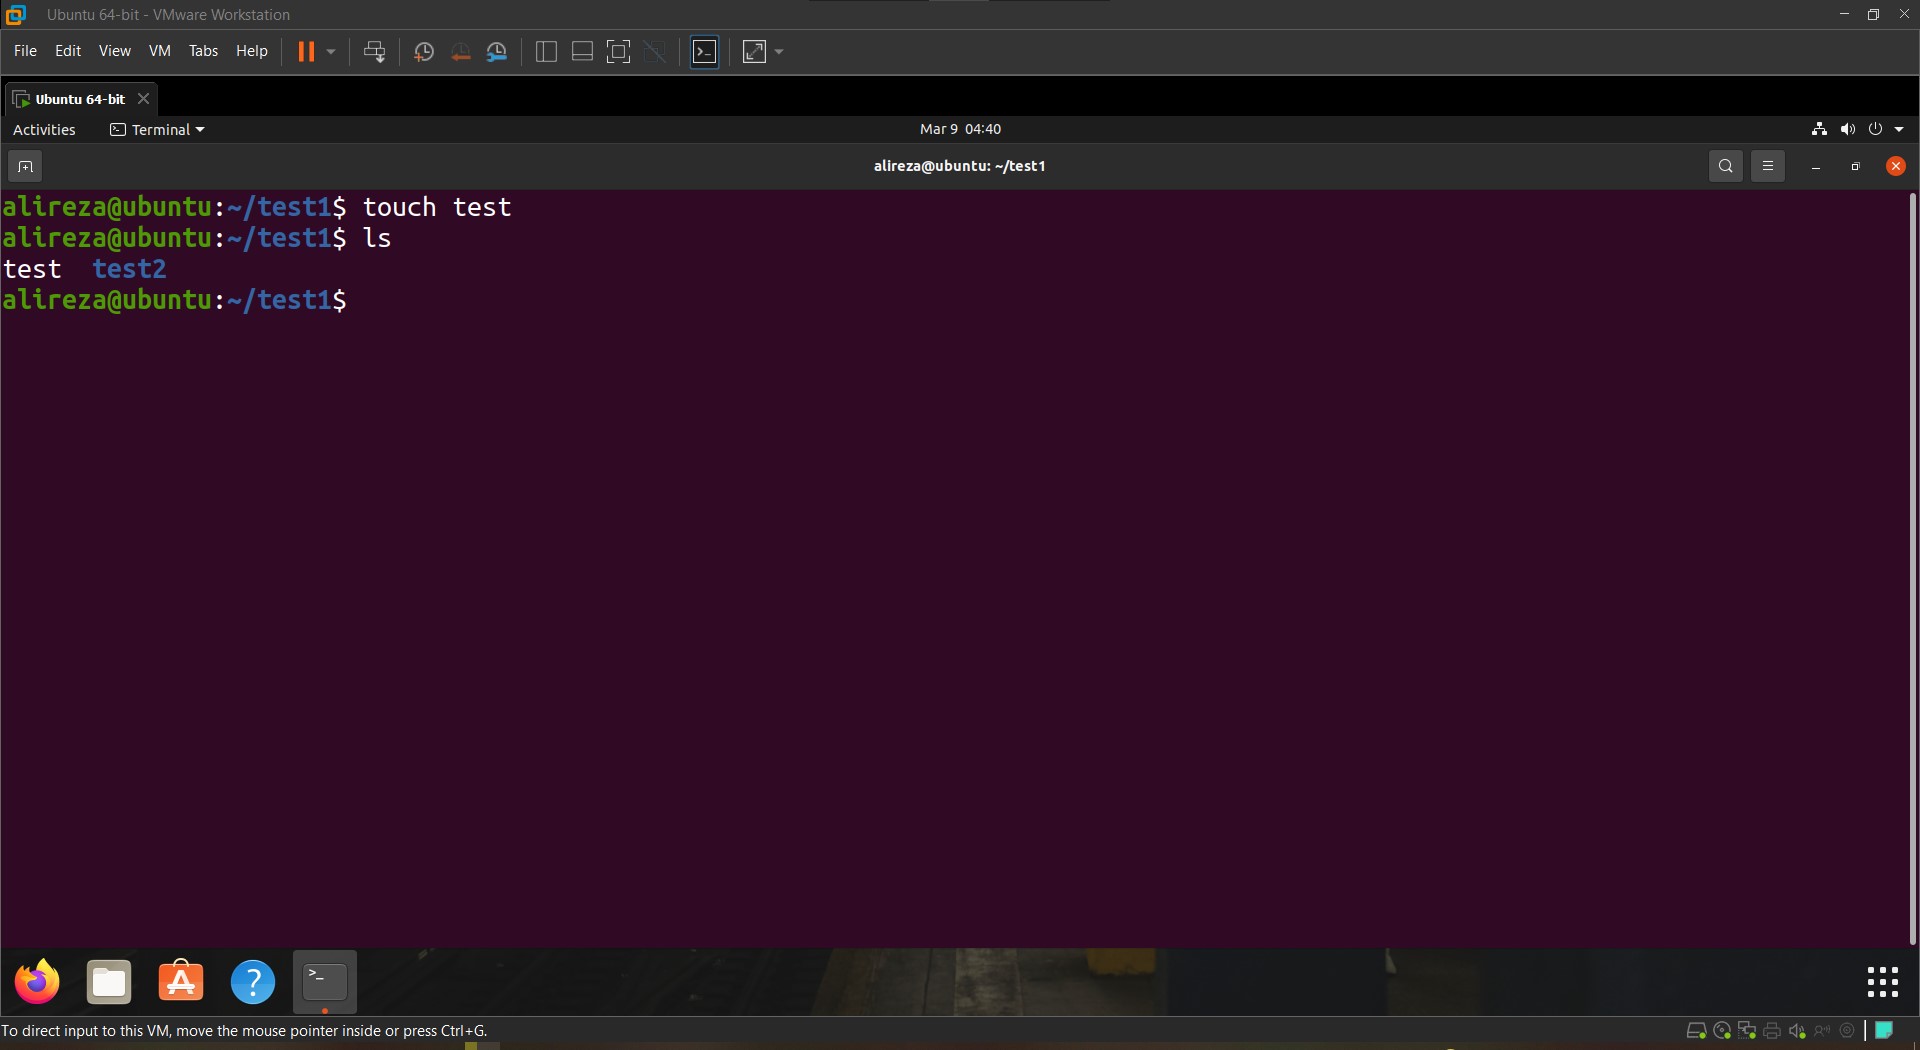 Ubuntu 64-bit - VMware Workstation
File Edit View VM Tabs Help
Ubuntu 64-bit
Activities Terminal Mar 9 04:40
alireza@ubuntu: ~/test1
alireza@ubuntu:~/test1$ touch test
alireza@ubuntu:~/test1$ ls
test test2
alireza@ubuntu:~/test1$
To direct input to this VM, move the mouse pointer inside or press Ctrl+G.